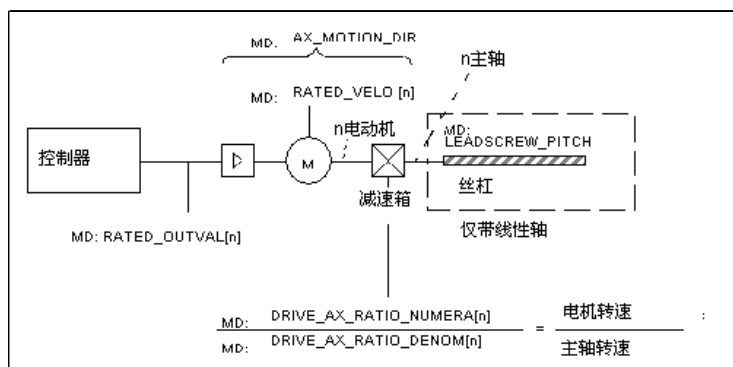 MD: AX_MOTION_DIR
n主轴
MD: RATED_VELO [n]
n电动机
MD:
LEADSCREW_PITCH
控制器
M
丝杠
减速箱
仅带线性轴
MD: RATED_OUTVAL[n]
MD: DRIVE_AX_RATIO_NUMERA[n]
MD: DRIVE_AX_RATIO_DENOM[n]
=
电机转速
主轴转速
: